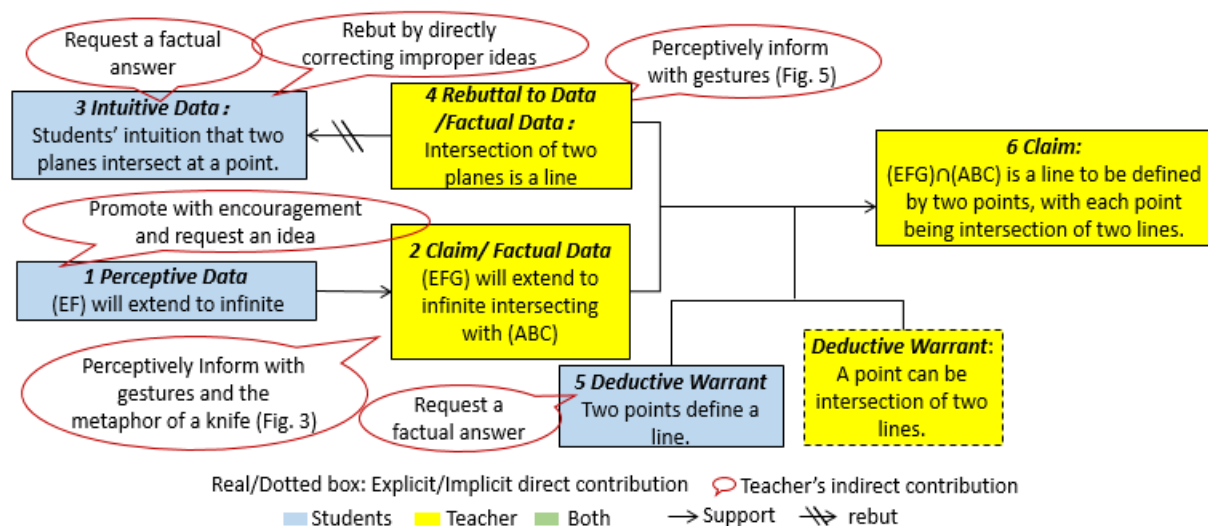 Request a factual
answer
Rebut by directly
correcting improper ideas
Perceptively inform
with gestures (Fig. 5)
3 Intuitive Data :
Students' intuition that two
planes intersect at a point.
4 Rebuttal to Data
/Factual Data :
Intersection of two
planes is a line
6 Claim:
(EFG)∩(ABC) is a line to be defined
by two points, with each point
being intersection of two lines.
Promote with encouragement
and request an idea
1 Perceptive Data
(EF) will extend to infinite
2 Claim/ Factual Data
(EFG) will extend to
infinite intersecting
with (ABC)
Perceptively Inform with
gestures and the
metaphor of a knife (Fig. 3)
Request a
factual answer
5 Deductive Warrant
Two points define a
line.
Deductive Warrant:
A point can be
intersection of two
lines.
Real/Dotted box: Explicit/Implicit direct contribution Teacher's indirect contribution
Students Teacher Both Support rebut